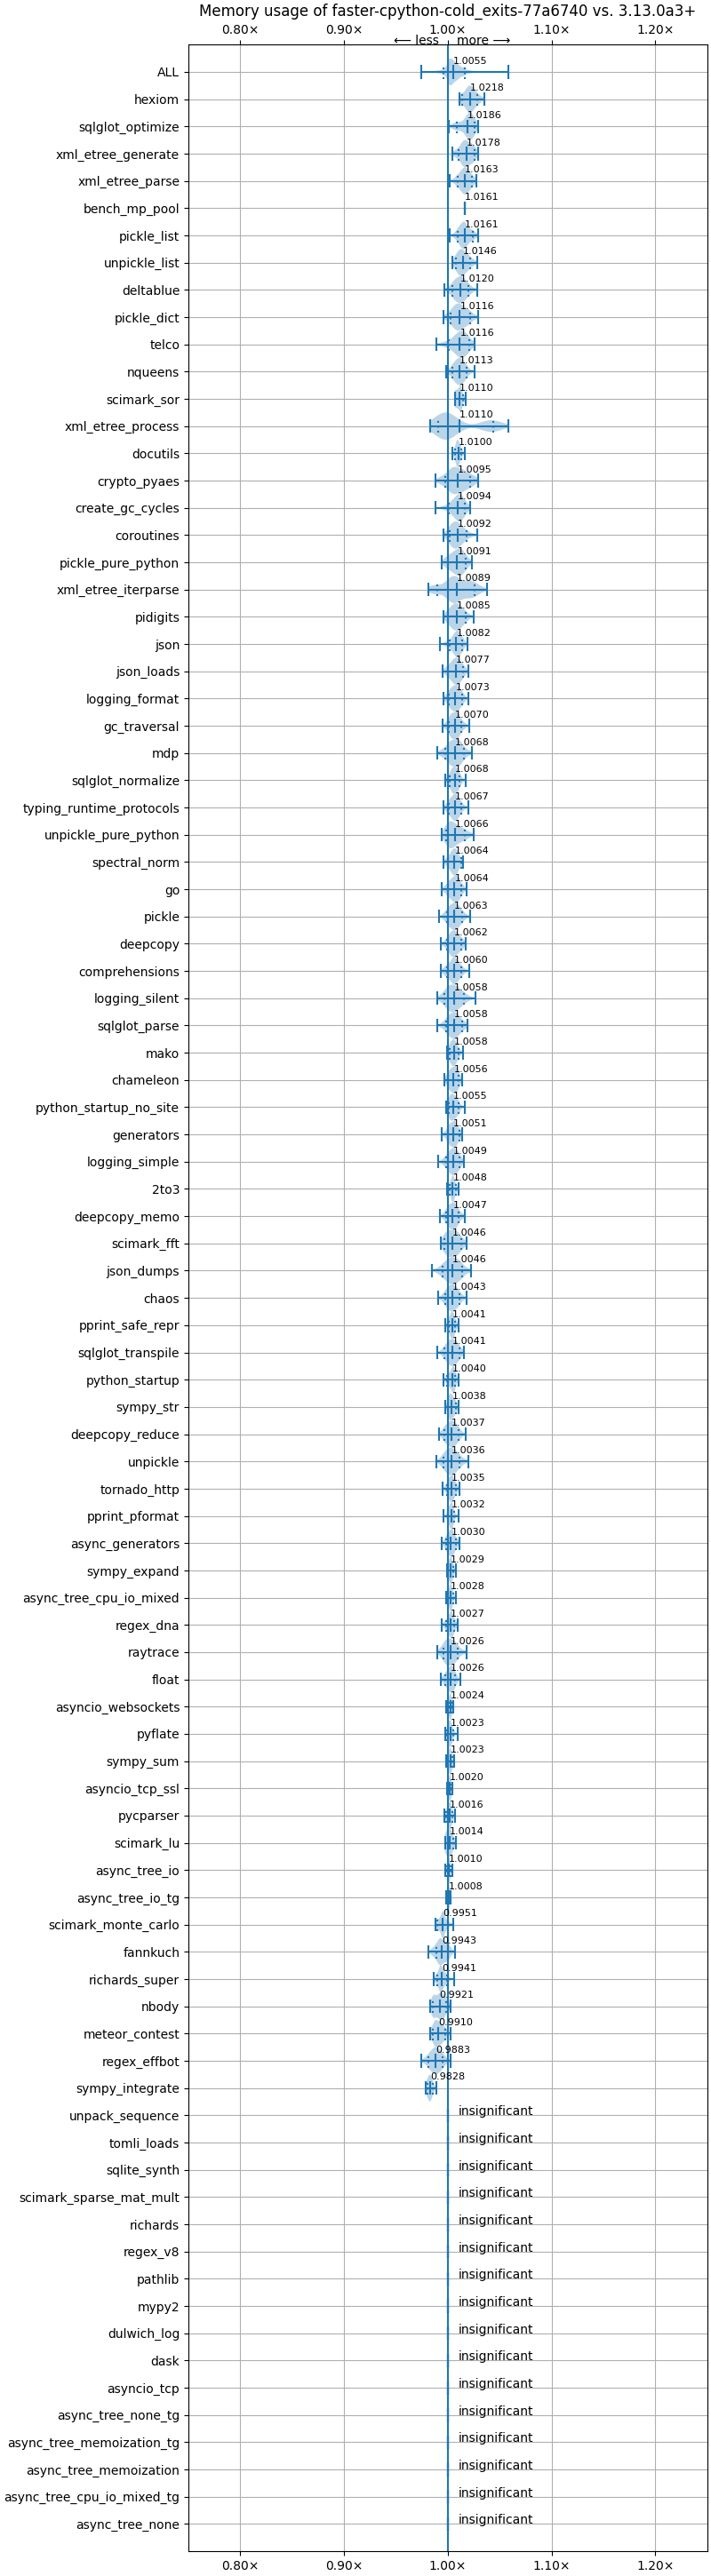 Memory usage of faster-cpython-cold_exits-77a6740 vs. 3.13.0a3+
0.80× 0.90× 1.00× 1.10× 1.20×
← less more →
ALL 1.0055
hexiom 1.0218
sqlglot_optimize 1.0186
xml_etree_generate 1.0178
xml_etree_parse 1.0163
bench_mp_pool 1.0161
pickle_list 1.0161
unpickle_list 1.0146
deltablue 1.0120
pickle_dict 1.0116
telco 1.0116
nqueens 1.0113
scimark_sor 1.0110
xml_etree_process 1.0110
docutils 1.0100
crypto_pyaes 1.0095
create_gc_cycles 1.0094
coroutines 1.0092
pickle_pure_python 1.0091
xml_etree_iterparse 1.0089
pidigits 1.0085
json 1.0082
json_loads 1.0077
logging_format 1.0073
gc_traversal 1.0070
mdp 1.0068
sqlglot_normalize 1.0068
typing_runtime_protocols 1.0067
unpickle_pure_python 1.0066
spectral_norm 1.0064
go 1.0064
pickle 1.0063
deepcopy 1.0062
comprehensions 1.0060
logging_silent 1.0058
sqlglot_parse 1.0058
mako 1.0058
chameleon 1.0056
python_startup_no_site 1.0055
generators 1.0051
logging_simple 1.0049
2to3 1.0048
deepcopy_memo 1.0047
scimark_fft 1.0046
json_dumps 1.0046
chaos 1.0043
pprint_safe_repr 1.0041
sqlglot_transpile 1.0041
python_startup 1.0040
sympy_str 1.0038
deepcopy_reduce 1.0037
unpickle 1.0036
tornado_http 1.0035
pprint_pformat 1.0032
async_generators 1.0030
sympy_expand 1.0029
async_tree_cpu_io_mixed 1.0028
regex_dna 1.0027
raytrace 1.0026
float 1.0026
asyncio_websockets 1.0024
pyflate 1.0023
sympy_sum 1.0023
asyncio_tcp_ssl 1.0020
pycparser 1.0016
scimark_lu 1.0014
async_tree_io 1.0010
async_tree_io_tg 1.0008
scimark_monte_carlo 0.9951
fannkuch 0.9943
richards_super 0.9941
nbody 0.9921
meteor_contest 0.9910
regex_effbot 0.9883
sympy_integrate 0.9828
unpack_sequence insignificant
tomli_loads insignificant
sqlite_synth insignificant
scimark_sparse_mat_mult insignificant
richards insignificant
regex_v8 insignificant
pathlib insignificant
mypy2 insignificant
dulwich_log insignificant
dask insignificant
asyncio_tcp insignificant
async_tree_none_tg insignificant
async_tree_memoization_tg insignificant
async_tree_memoization insignificant
async_tree_cpu_io_mixed_tg insignificant
async_tree_none insignificant
0.80× 0.90× 1.00× 1.10× 1.20×